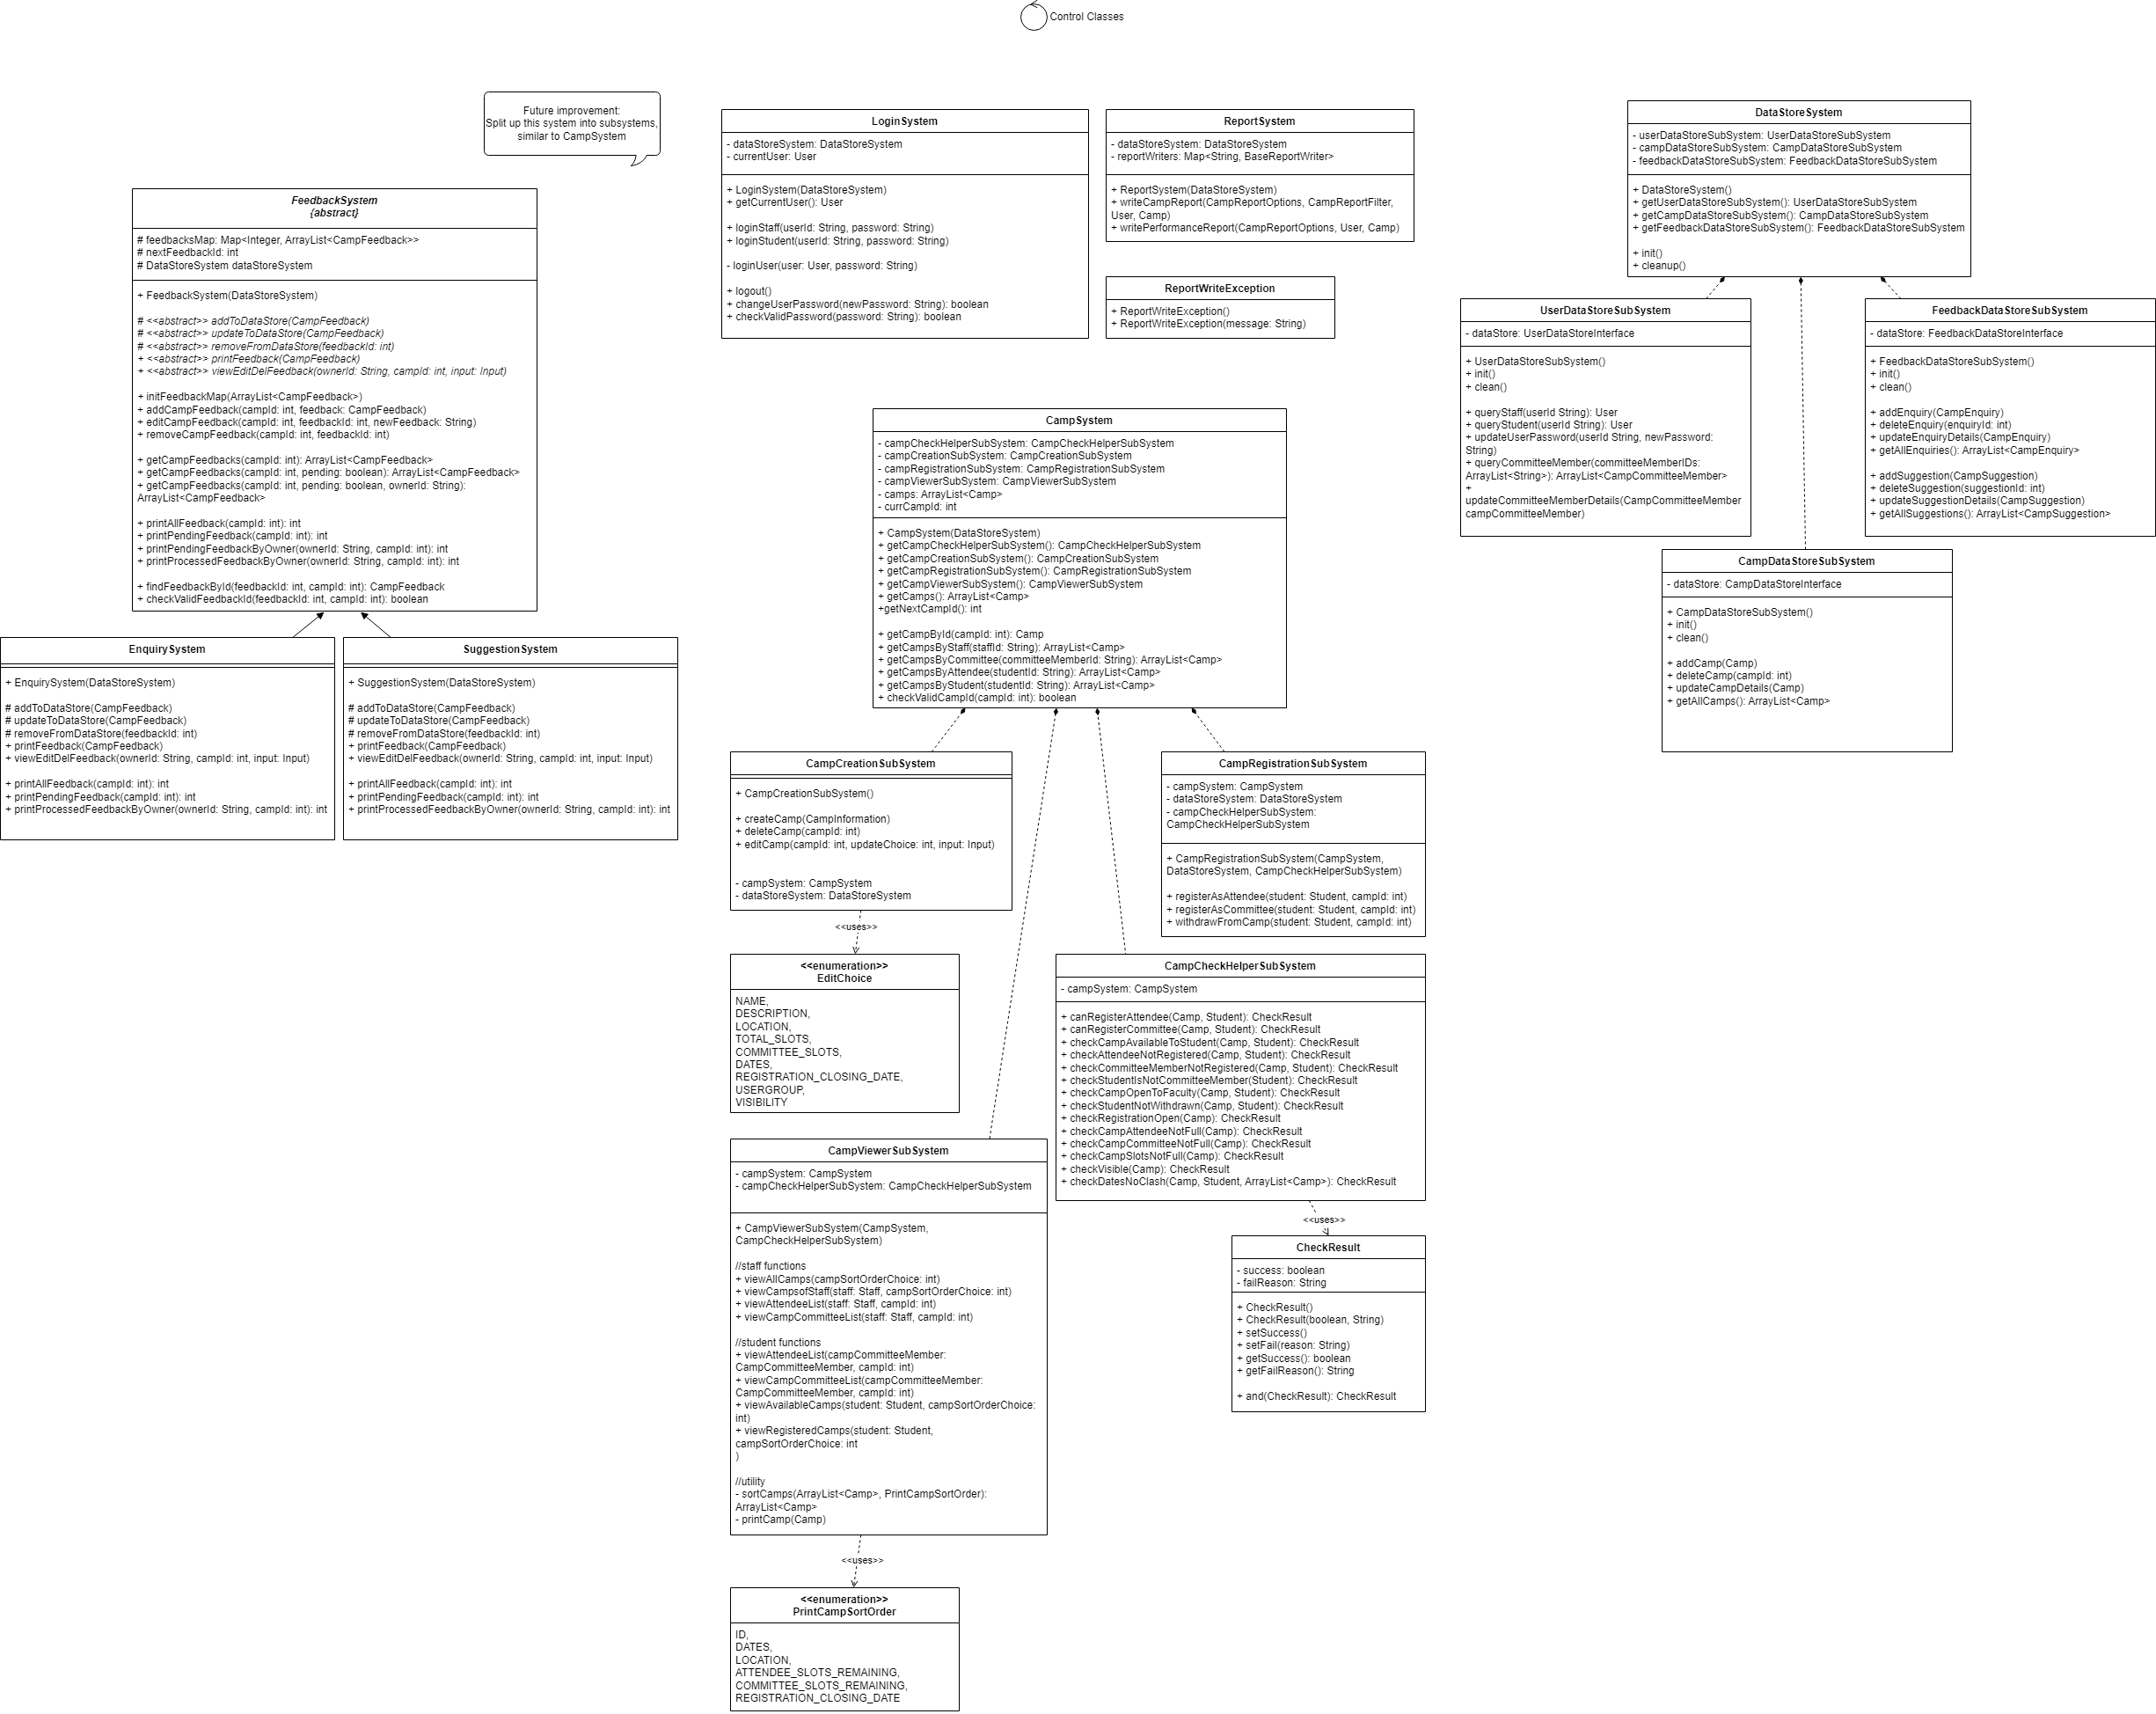 Control Classes
Future improvement:
Split up this system into subsystems,
similar to CampSystem
FeedbackSystem
{abstract}
# feedbacksMap: Map<Integer, ArrayList<CampFeedback>>
# nextFeedbackId: int
# DataStoreSystem dataStoreSystem
+ FeedbackSystem(DataStoreSystem)
# <<abstract>> addToDataStore(CampFeedback)
# <<abstract>> updateToDataStore(CampFeedback)
# <<abstract>> removeFromDataStore(feedbackId: int)
+ <<abstract>> printFeedback(CampFeedback)
+ <<abstract>> viewEditDelFeedback(ownerId: String, campId: int, input: Input)
+ initFeedbackMap(ArrayList<CampFeedback>)
+ addCampFeedback(campId: int, feedback: CampFeedback)
+ editCampFeedback(campId: int, feedbackId: int, newFeedback: String)
+ removeCampFeedback(campId: int, feedbackId: int)
+ getCampFeedbacks(campId: int): ArrayList<CampFeedback>
+ getCampFeedbacks(campId: int, pending: boolean): ArrayList<CampFeedback>
+ getCampFeedbacks(campId: int, pending: boolean, ownerId: String):
ArrayList<CampFeedback>
+ printAllFeedback(campId: int): int
+ printPendingFeedback(campId: int): int
+ printPendingFeedbackByOwner(ownerId: String, campId: int): int
+ printProcessedFeedbackByOwner(ownerId: String, campId: int): int
+ findFeedbackById(feedbackId: int, campId: int): CampFeedback
+ checkValidFeedbackId(feedbackId: int, campId: int): boolean
EnquirySystem
+ EnquirySystem(DataStoreSystem)
# addToDataStore(CampFeedback)
# updateToDataStore(CampFeedback)
# removeFromDataStore(feedbackId: int)
+ printFeedback(CampFeedback)
+ viewEditDelFeedback(ownerId: String, campId: int, input: Input)
+ printAllFeedback(campId: int): int
+ printPendingFeedback(campId: int): int
+ printProcessedFeedbackByOwner(ownerId: String, campId: int): int
SuggestionSystem
+ SuggestionSystem(DataStoreSystem)
# addToDataStore(CampFeedback)
# updateToDataStore(CampFeedback)
# removeFromDataStore(feedbackId: int)
+ printFeedback(CampFeedback)
+ viewEditDelFeedback(ownerId: String, campId: int, input: Input)
+ printAllFeedback(campId: int): int
+ printPendingFeedback(campId: int): int
+ printProcessedFeedbackByOwner(ownerId: String, campId: int): int
LoginSystem
- dataStoreSystem: DataStoreSystem
- currentUser: User
+ LoginSystem(DataStoreSystem)
+ getCurrentUser(): User
+ loginStaff(userId: String, password: String)
+ loginStudent(userId: String, password: String)
- loginUser(user: User, password: String)
+ logout()
+ changeUserPassword(newPassword: String): boolean
+ checkValidPassword(password: String): boolean
ReportSystem
- dataStoreSystem: DataStoreSystem
- reportWriters: Map<String, BaseReportWriter>
+ ReportSystem(DataStoreSystem)
+ writeCampReport(CampReportOptions, CampReportFilter,
User, Camp)
+ writePerformanceReport(CampReportOptions, User, Camp)
ReportWriteException
+ ReportWriteException()
+ ReportWriteException(message: String)
CampSystem
- campCheckHelperSubSystem: CampCheckHelperSubSystem
- campCreationSubSystem: CampCreationSubSystem
- campRegistrationSubSystem: CampRegistrationSubSystem
- campViewerSubSystem: CampViewerSubSystem
- camps: ArrayList<Camp>
- currCampId: int
+ CampSystem(DataStoreSystem)
+ getCampCheckHelperSubSystem(): CampCheckHelperSubSystem
+ getCampCreationSubSystem(): CampCreationSubSystem
+ getCampRegistrationSubSystem(): CampRegistrationSubSystem
+ getCampViewerSubSystem(): CampViewerSubSystem
+ getCamps(): ArrayList<Camp>
+getNextCampId(): int
+ getCampById(campId: int): Camp
+ getCampsByStaff(staffId: String): ArrayList<Camp>
+ getCampsByCommittee(committeeMemberId: String): ArrayList<Camp>
+ getCampsByAttendee(studentId: String): ArrayList<Camp>
+ getCampsByStudent(studentId: String): ArrayList<Camp>
+ checkValidCampId(campId: int): boolean
CampCreationSubSystem
+ CampCreationSubSystem()
+ createCamp(CampInformation)
+ deleteCamp(campId: int)
+ editCamp(campId: int, updateChoice: int, input: Input)
- campSystem: CampSystem
- dataStoreSystem: DataStoreSystem
<<uses>>
<<enumeration>>
EditChoice
NAME,
DESCRIPTION,
LOCATION,
TOTAL_SLOTS,
COMMITTEE_SLOTS,
DATES,
REGISTRATION_CLOSING_DATE,
USERGROUP,
VISIBILITY
CampRegistrationSubSystem
- campSystem: CampSystem
- dataStoreSystem: DataStoreSystem
- campCheckHelperSubSystem:
CampCheckHelperSubSystem
+ CampRegistrationSubSystem(CampSystem,
DataStoreSystem, CampCheckHelperSubSystem)
+ registerAsAttendee(student: Student, campId: int)
+ registerAsCommittee(student: Student, campId: int)
+ withdrawFromCamp(student: Student, campId: int)
CampCheckHelperSubSystem
- campSystem: CampSystem
+ canRegisterAttendee(Camp, Student): CheckResult
+ canRegisterCommittee(Camp, Student): CheckResult
+ checkCampAvailableToStudent(Camp, Student): CheckResult
+ checkAttendeeNotRegistered(Camp, Student): CheckResult
+ checkCommitteeMemberNotRegistered(Camp, Student): CheckResult
+ checkStudentIsNotCommitteeMember(Student): CheckResult
+ checkCampOpenToFaculty(Camp, Student): CheckResult
+ checkStudentNotWithdrawn(Camp, Student): CheckResult
+ checkRegistrationOpen(Camp): CheckResult
+ checkCampAttendeeNotFull(Camp): CheckResult
+ checkCampCommitteeNotFull(Camp): CheckResult
+ checkCampSlotsNotFull(Camp): CheckResult
+ checkVisible(Camp): CheckResult
+ checkDatesNoClash(Camp, Student, ArrayList<Camp>): CheckResult
<<uses>>
CheckResult
- success: boolean
- failReason: String
+ CheckResult()
+ CheckResult(boolean, String)
+ setSuccess()
+ setFail(reason: String)
+ getSuccess(): boolean
+ getFailReason(): String
+ and(CheckResult): CheckResult
CampViewerSubSystem
- campSystem: CampSystem
- campCheckHelperSubSystem: CampCheckHelperSubSystem
+ CampViewerSubSystem(CampSystem,
CampCheckHelperSubSystem)
//staff functions
+ viewAllCamps(campSortOrderChoice: int)
+ viewCampsofStaff(staff: Staff, campSortOrderChoice: int)
+ viewAttendeeList(staff: Staff, campId: int)
+ viewCampCommitteeList(staff: Staff, campId: int)
//student functions
+ viewAttendeeList(campCommitteeMember:
CampCommitteeMember, campId: int)
+ viewCampCommitteeList(campCommitteeMember:
CampCommitteeMember, campId: int)
+ viewAvailableCamps(student: Student, campSortOrderChoice:
int)
+ viewRegisteredCamps(student: Student,
campSortOrderChoice: int
)
//utility
- sortCamps(ArrayList<Camp>, PrintCampSortOrder):
ArrayList<Camp>
- printCamp(Camp)
<<uses>>
<<enumeration>>
PrintCampSortOrder
ID,
DATES,
LOCATION,
ATTENDEE_SLOTS_REMAINING,
COMMITTEE_SLOTS_REMAINING,
REGISTRATION_CLOSING_DATE
DataStoreSystem
- userDataStoreSubSystem: UserDataStoreSubSystem
- campDataStoreSubSystem: CampDataStoreSubSystem
- feedbackDataStoreSubSystem: FeedbackDataStoreSubSystem
+ DataStoreSystem()
+ getUserDataStoreSubSystem(): UserDataStoreSubSystem
+ getCampDataStoreSubSystem(): CampDataStoreSubSystem
+ getFeedbackDataStoreSubSystem(): FeedbackDataStoreSubSystem
+ init()
+ cleanup()
UserDataStoreSubSystem
- dataStore: UserDataStoreInterface
+ UserDataStoreSubSystem()
+ init()
+ clean()
+ queryStaff(userId String): User
+ queryStudent(userId String): User
+ updateUserPassword(userId String, newPassword:
String)
+ queryCommitteeMember(committeeMemberIDs:
ArrayList<String>): ArrayList<CampCommitteeMember>
+
updateCommitteeMemberDetails(CampCommitteeMember
campCommitteeMember)
FeedbackDataStoreSubSystem
- dataStore: FeedbackDataStoreInterface
+ FeedbackDataStoreSubSystem()
+ init()
+ clean()
+ addEnquiry(CampEnquiry)
+ deleteEnquiry(enquiryId: int)
+ updateEnquiryDetails(CampEnquiry)
+ getAllEnquiries(): ArrayList<CampEnquiry>
+ addSuggestion(CampSuggestion)
+ deleteSuggestion(suggestionId: int)
+ updateSuggestionDetails(CampSuggestion)
+ getAllSuggestions(): ArrayList<CampSuggestion>
CampDataStoreSubSystem
- dataStore: CampDataStoreInterface
+ CampDataStoreSubSystem()
+ init()
+ clean()
+ addCamp(Camp)
+ deleteCamp(campId: int)
+ updateCampDetails(Camp)
+ getAllCamps(): ArrayList<Camp>